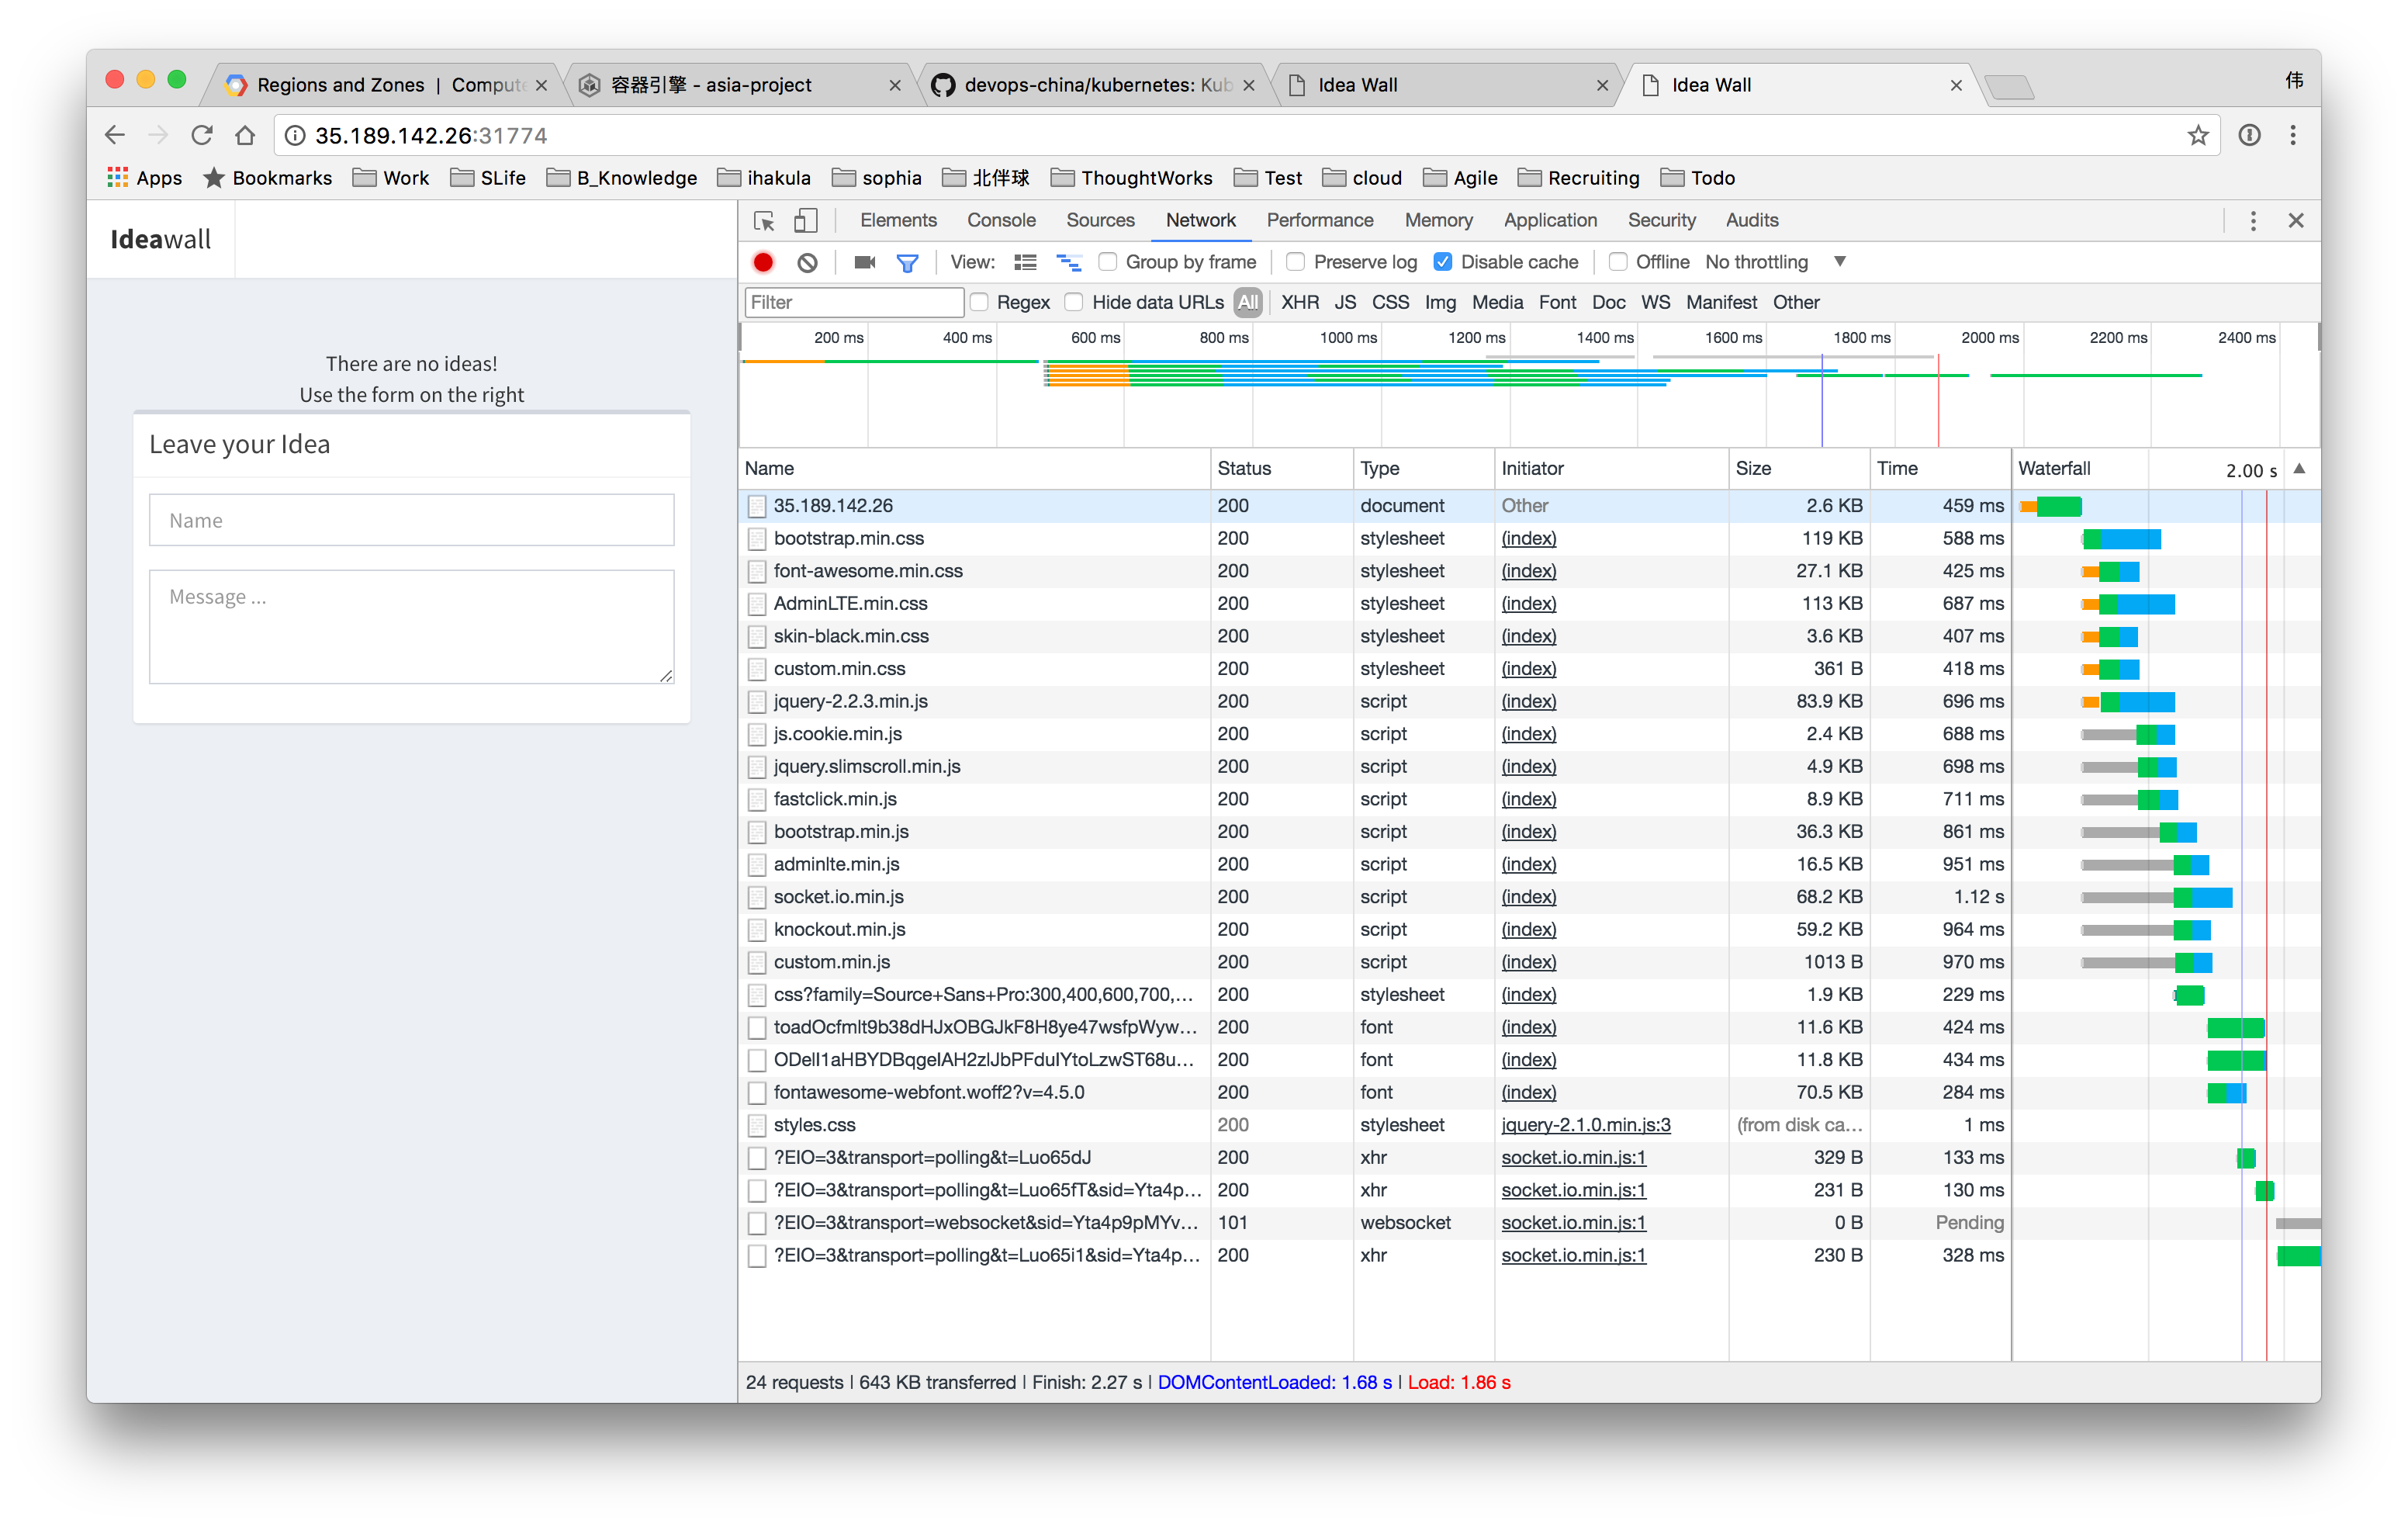 Regions and Zones | Compute
容器引擎 - asia-project
devops-china/kubernetes: Kub
Idea Wall
Idea Wall
伟
35.189.142.26:31774
Apps Bookmarks Work SLife B_Knowledge ihakula sophia 北伴球 ThoughtWorks Test cloud Agile Recruiting Todo
Ideawall
There are no ideas!
Use the form on the right
Leave your Idea
Name
Message ...
Elements Console Sources Network Performance Memory Application Security Audits
View: Group by frame Preserve log Disable cache Offline No throttling
Filter Regex Hide data URLs All XHR JS CSS Img Media Font Doc WS Manifest Other
200 ms 400 ms 600 ms 800 ms 1000 ms 1200 ms 1400 ms 1600 ms 1800 ms 2000 ms 2200 ms 2400 ms
Name Status Type Initiator Size Time Waterfall 2.00 s
35.189.142.26 200 document Other 2.6 KB 459 ms
bootstrap.min.css 200 stylesheet (index) 119 KB 588 ms
font-awesome.min.css 200 stylesheet (index) 27.1 KB 425 ms
AdminLTE.min.css 200 stylesheet (index) 113 KB 687 ms
skin-black.min.css 200 stylesheet (index) 3.6 KB 407 ms
custom.min.css 200 stylesheet (index) 361 B 418 ms
jquery-2.2.3.min.js 200 script (index) 83.9 KB 696 ms
js.cookie.min.js 200 script (index) 2.4 KB 688 ms
jquery.slimscroll.min.js 200 script (index) 4.9 KB 698 ms
fastclick.min.js 200 script (index) 8.9 KB 711 ms
bootstrap.min.js 200 script (index) 36.3 KB 861 ms
adminlte.min.js 200 script (index) 16.5 KB 951 ms
socket.io.min.js 200 script (index) 68.2 KB 1.12 s
knockout.min.js 200 script (index) 59.2 KB 964 ms
custom.min.js 200 script (index) 1013 B 970 ms
css?family=Source+Sans+Pro:300,400,600,700,... 200 stylesheet (index) 1.9 KB 229 ms
toadOcfmlt9b38dHJxOBGJkF8H8ye47wsfpWyw... 200 font (index) 11.6 KB 424 ms
ODelI1aHBYDBqgeIAH2zlJbPFduIYtoLzwST68u... 200 font (index) 11.8 KB 434 ms
fontawesome-webfont.woff2?v=4.5.0 200 font (index) 70.5 KB 284 ms
styles.css 200 stylesheet jquery-2.1.0.min.js:3 (from disk ca... 1 ms
?EIO=3&transport=polling&t=Luo65dJ 200 xhr socket.io.min.js:1 329 B 133 ms
?EIO=3&transport=polling&t=Luo65fT&sid=Yta4p... 200 xhr socket.io.min.js:1 231 B 130 ms
?EIO=3&transport=websocket&sid=Yta4p9pMYv... 101 websocket socket.io.min.js:1 0 B Pending
?EIO=3&transport=polling&t=Luo65i1&sid=Yta4p... 200 xhr socket.io.min.js:1 230 B 328 ms
24 requests | 643 KB transferred | Finish: 2.27 s | DOMContentLoaded: 1.68 s | Load: 1.86 s